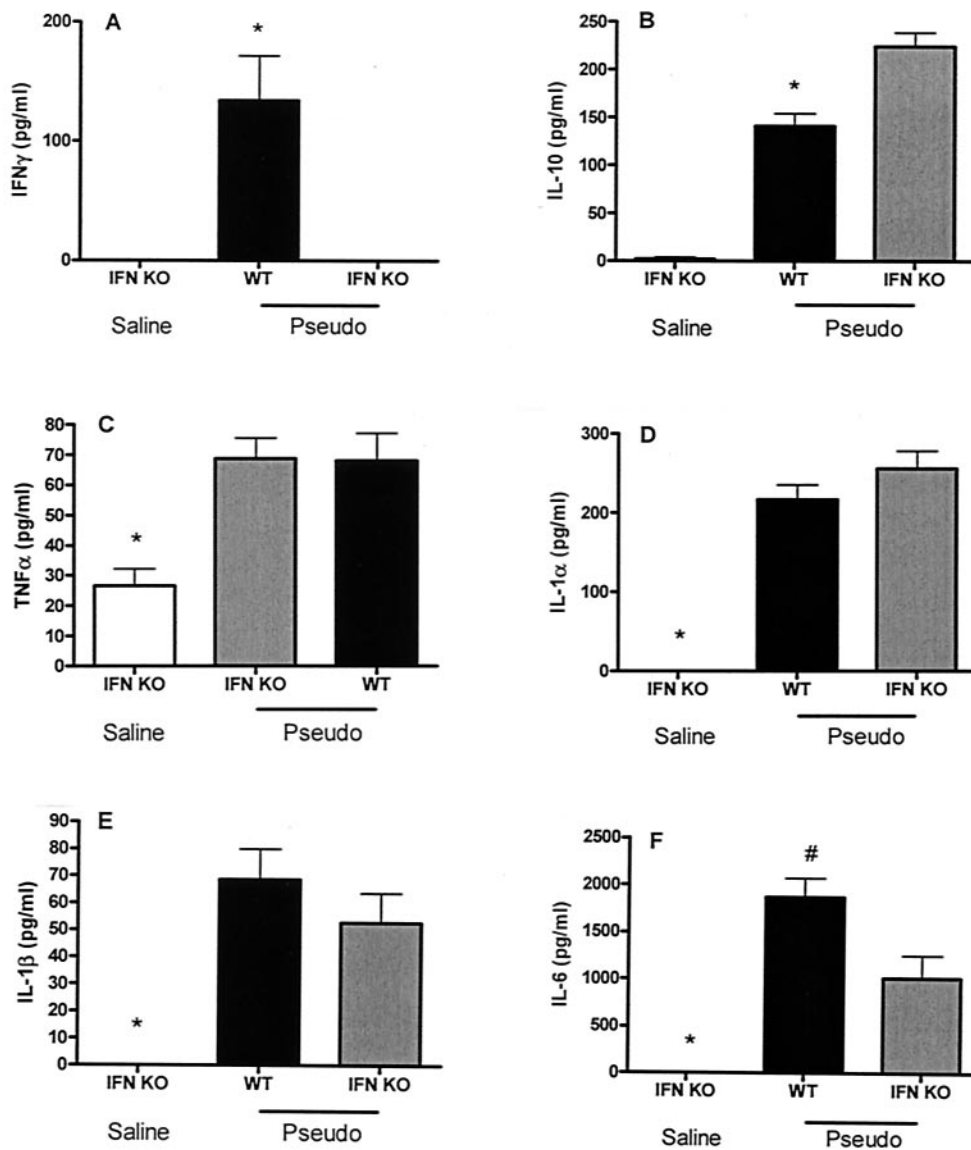 A
IFNγ (pg/ml)
200
100
0
*
IFN KO WT IFN KO
Saline Pseudo
B
IL-10 (pg/ml)
250
200
150
100
50
0
*
IFN KO WT IFN KO
Saline Pseudo
C
TNFα (pg/ml)
80
70
60
50
40
30
20
10
0
*
IFN KO IFN KO WT
Saline Pseudo
D
IL-1α (pg/ml)
300
200
100
0
*
IFN KO WT IFN KO
Saline Pseudo
E
IL-1β (pg/ml)
90
80
70
60
50
40
30
20
10
0
*
IFN KO WT IFN KO
Saline Pseudo
F
IL-6 (pg/ml)
2500
2000
1500
1000
500
0
#
*
IFN KO WT IFN KO
Saline Pseudo